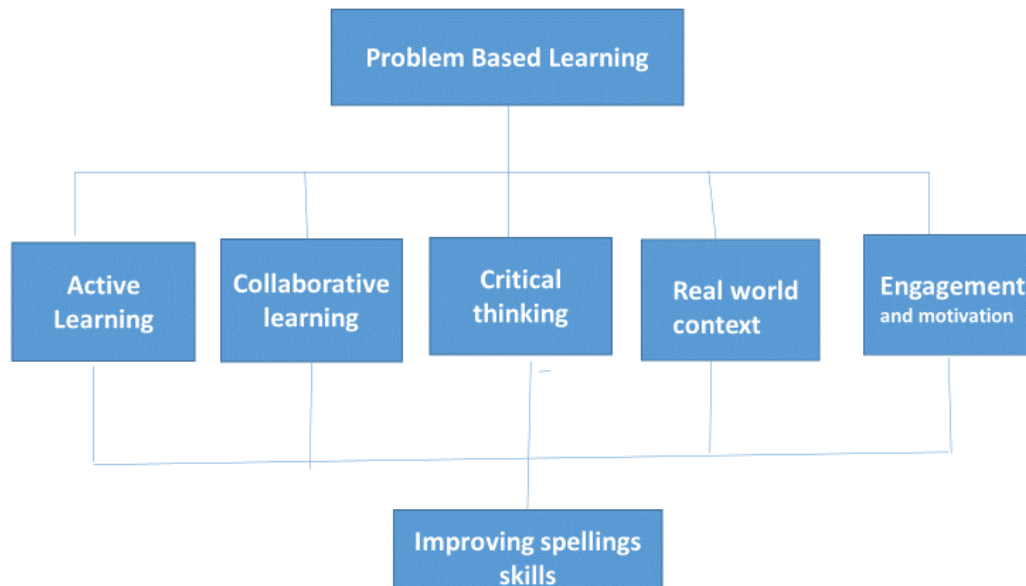 Problem Based Learning
Active
Learning
Collaborative
learning
Critical
thinking
Real world
context
Engagement
and motivation
Improving spellings
skills